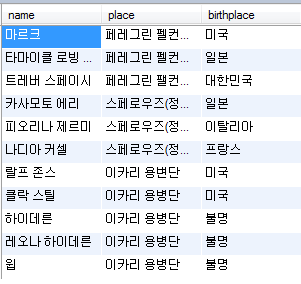 name place birthplace
마르크 페레그린 펠컨... 미국
타마이클 로빙 ... 페레그린 펠컨... 일본
트레버 스페이시 페레그린 팰컨... 대한민국
카사모토 에리 스페로우즈(정... 일본
피오리나 제르미 스페로우즈(정... 이탈리아
나디아 커셀 스페로우즈(정... 프랑스
랄프 존스 이카리 용병단 미국
클락 스틸 이카리 용병단 미국
하이데른 이카리 용병단 불명
레오나 하이데른 이카리 용병단 불명
윕 이카리 용병단 불명